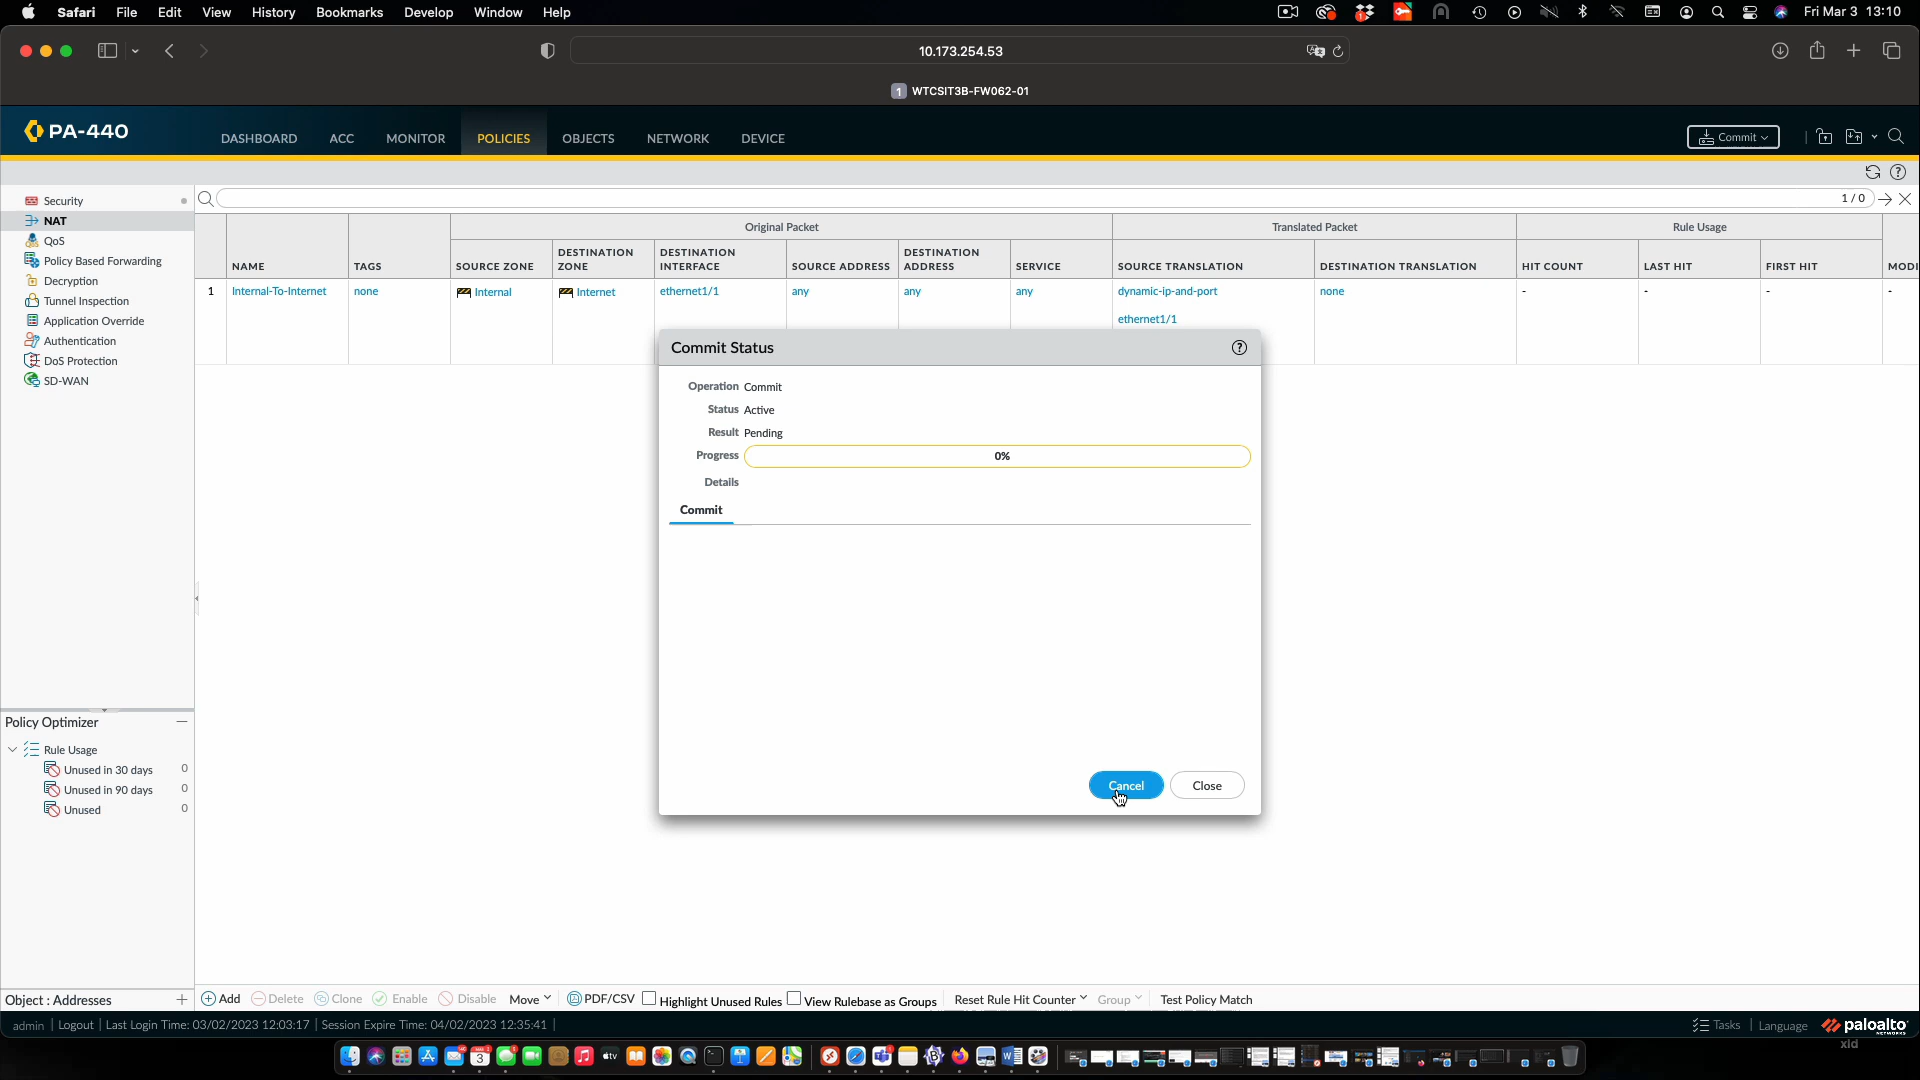 Safari File Edit View History Bookmarks Develop Window Help Fri Mar 3 13:10
10.173.254.53
1 WTCSIT3B-FW062-01
PA-440 DASHBOARD ACC MONITOR POLICIES OBJECTS NETWORK DEVICE Commit
Security
NAT
QoS
Policy Based Forwarding
Decryption
Tunnel Inspection
Application Override
Authentication
DoS Protection
SD-WAN
1 / 0
Original Packet Translated Packet Rule Usage
NAME TAGS SOURCE ZONE DESTINATION ZONE DESTINATION INTERFACE SOURCE ADDRESS DESTINATION ADDRESS SERVICE SOURCE TRANSLATION DESTINATION TRANSLATION HIT COUNT LAST HIT FIRST HIT MODI
1 Internal-To-Internet none Internal Internet ethernet1/1 any any any dynamic-ip-and-port none - - - -
ethernet1/1
Commit Status
Operation Commit
Status Active
Result Pending
Progress 0%
Details
Commit
Cancel Close
Policy Optimizer
Rule Usage
Unused in 30 days 0
Unused in 90 days 0
Unused 0
Object : Addresses
Add Delete Clone Enable Disable Move PDF/CSV Highlight Unused Rules View Rulebase as Groups Reset Rule Hit Counter Group Test Policy Match
admin | Logout | Last Login Time: 03/02/2023 12:03:17 | Session Expire Time: 04/02/2023 12:35:41 | Tasks | Language paloalto
NETWORKS